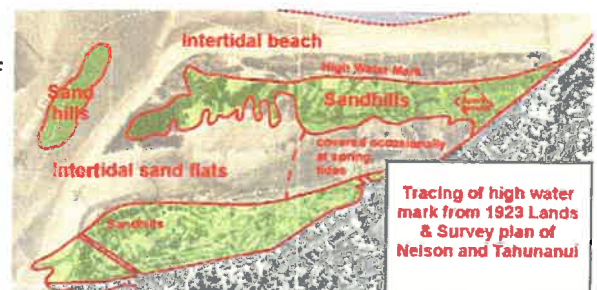 Intertidal beach
High Water Mark
Sand
hills
Sandhills
covered occasionally
at spring
tides
Intertidal sand flats
Sandhills
Tracing of high water
mark from 1923 Lands
& Survey plan of
Nelson and Tahunanui